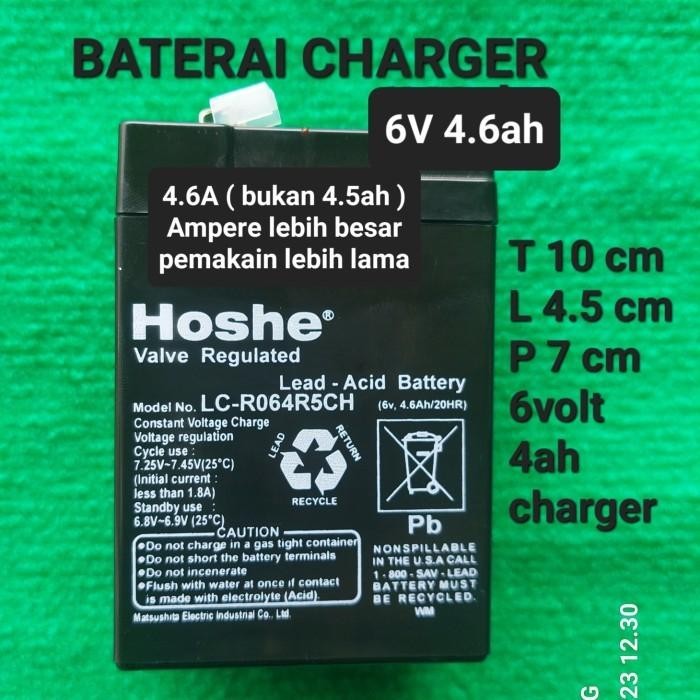 BATERAI CHARGER
6V 4.6ah
4.6A ( bukan 4.5ah )
Ampere lebih besar
pemakain lebih lama
T 10 cm
L 4.5 cm
P 7 cm
6volt
4ah
charger
Hoshe®
Valve Regulated
Lead - Acid Battery
Model No. LC-R064R5CH (6v, 4.6Ah/20HR)
Constant Voltage Charge
Voltage regulation
Cycle use :
7.25V~7.45V(25°C)
(Initial current :
less than 1.8A)
Standby use :
6.8V~6.9V (25°C)
LEAD
RETURN
RECYCLE
Pb
CAUTION
•Do not charge in a gas tight container
•Do not short the battery terminals
•Do not incenerate
•Flush with water at once if contact
is made with electrolyte (Acid).
Matsushita Electric Industrial Co.. Ltd.
NONSPILLABLE
IN THE U.S.A CALL
1 - 800 - SAV - LEAD
BATTERY MUST
BE RECYCLED.
WM
G
23 12.30